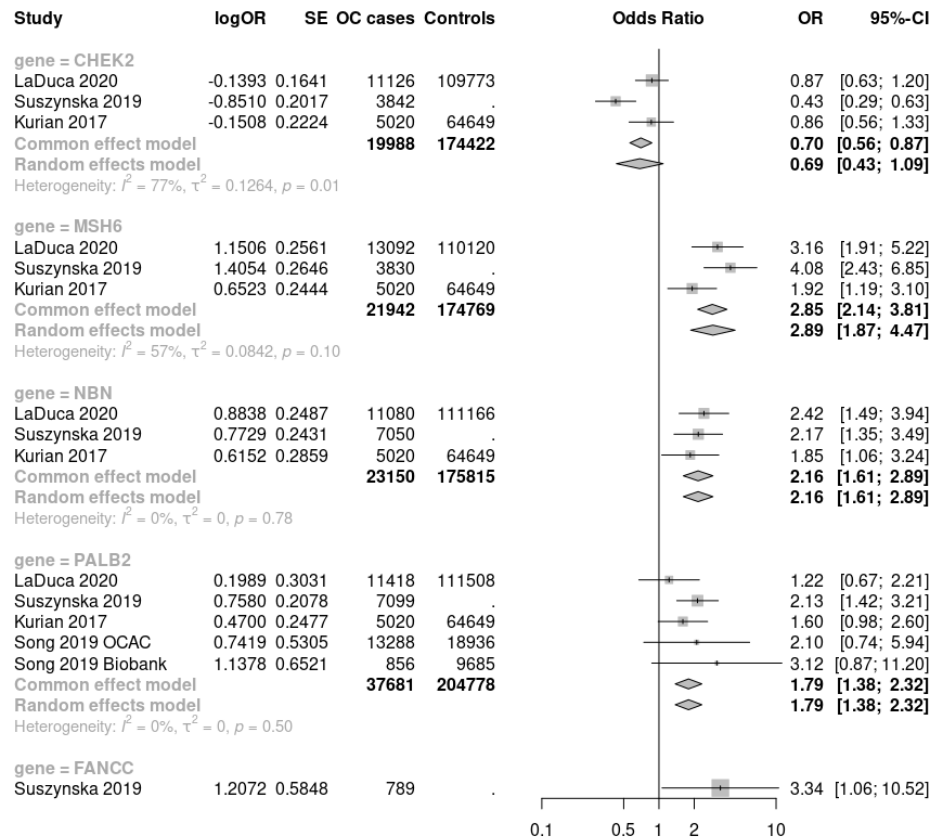 Study logOR SE OC cases Controls Odds Ratio OR 95%-CI
gene = CHEK2
LaDuca 2020 -0.1393 0.1641 11126 109773 0.87 [0.63; 1.20]
Suszynska 2019 -0.8510 0.2017 3842 . 0.43 [0.29; 0.63]
Kurian 2017 -0.1508 0.2224 5020 64649 0.86 [0.56; 1.33]
Common effect model 19988 174422 0.70 [0.56; 0.87]
Random effects model 0.69 [0.43; 1.09]
Heterogeneity: I² = 77%, τ² = 0.1264, p = 0.01
gene = MSH6
LaDuca 2020 1.1506 0.2561 13092 110120 3.16 [1.91; 5.22]
Suszynska 2019 1.4054 0.2646 3830 . 4.08 [2.43; 6.85]
Kurian 2017 0.6523 0.2444 5020 64649 1.92 [1.19; 3.10]
Common effect model 21942 174769 2.85 [2.14; 3.81]
Random effects model 2.89 [1.87; 4.47]
Heterogeneity: I² = 57%, τ² = 0.0842, p = 0.10
gene = NBN
LaDuca 2020 0.8838 0.2487 11080 111166 2.42 [1.49; 3.94]
Suszynska 2019 0.7729 0.2431 7050 . 2.17 [1.35; 3.49]
Kurian 2017 0.6152 0.2859 5020 64649 1.85 [1.06; 3.24]
Common effect model 23150 175815 2.16 [1.61; 2.89]
Random effects model 2.16 [1.61; 2.89]
Heterogeneity: I² = 0%, τ² = 0, p = 0.78
gene = PALB2
LaDuca 2020 0.1989 0.3031 11418 111508 1.22 [0.67; 2.21]
Suszynska 2019 0.7580 0.2078 7099 . 2.13 [1.42; 3.21]
Kurian 2017 0.4700 0.2477 5020 64649 1.60 [0.98; 2.60]
Song 2019 OCAC 0.7419 0.5305 13288 18936 2.10 [0.74; 5.94]
Song 2019 Biobank 1.1378 0.6521 856 9685 3.12 [0.87; 11.20]
Common effect model 37681 204778 1.79 [1.38; 2.32]
Random effects model 1.79 [1.38; 2.32]
Heterogeneity: I² = 0%, τ² = 0, p = 0.50
gene = FANCC
Suszynska 2019 1.2072 0.5848 789 . 3.34 [1.06; 10.52]
0.1 0.5 1 2 10